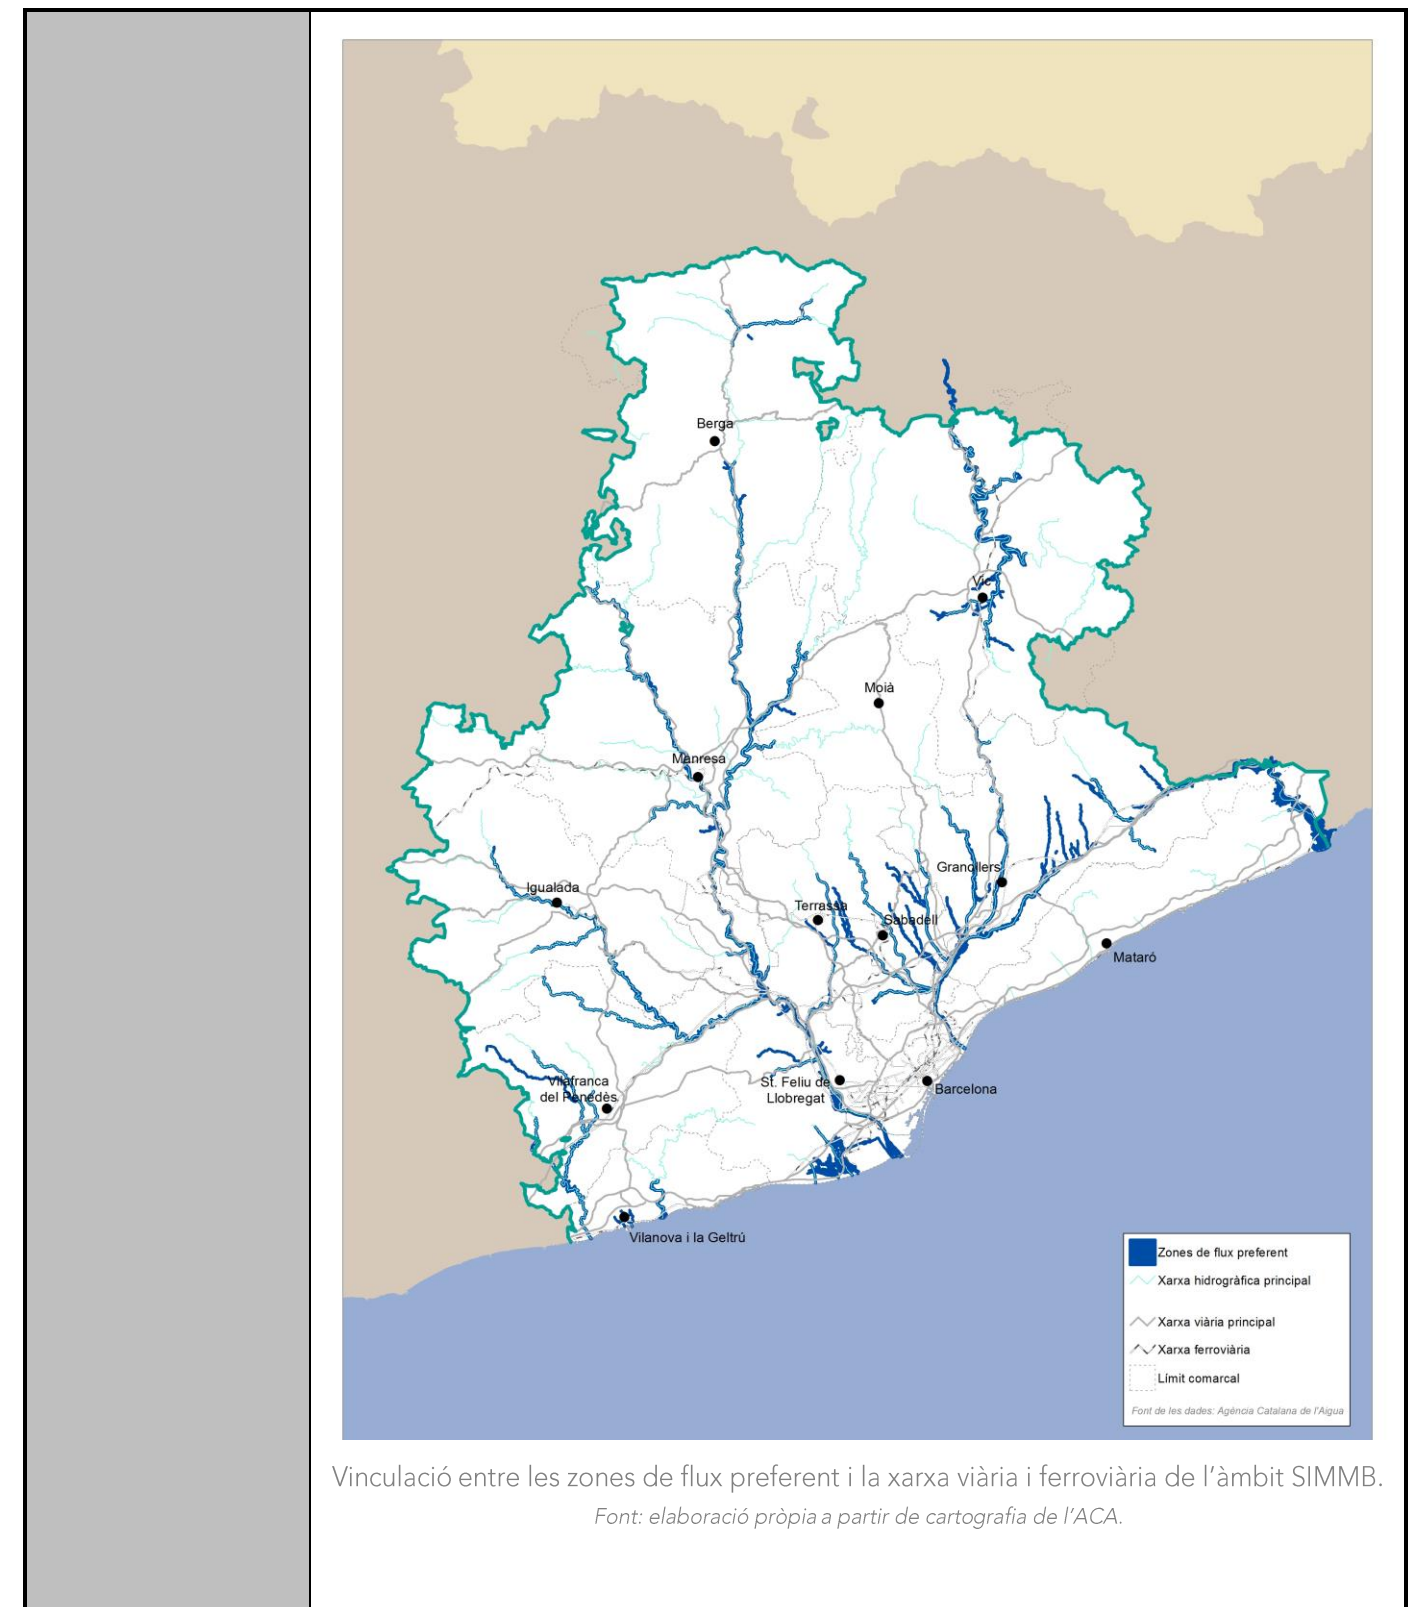 Berga
Vic
Moià
Manresa
Granollers
Igualada
Terrassa
Sabadell
Mataró
Vilafranca
del Penedès
St. Feliu de
Llobregat
Barcelona
Vilanova i la Geltrú
Zones de flux preferent
Xarxa hidrogràfica principal
Xarxa viària principal
Xarxa ferroviària
Límit comarcal
Font de les dades: Agència Catalana de l'Aigua
Vinculació entre les zones de flux preferent i la xarxa viària i ferroviària de l’àmbit SIMMB.
Font: elaboració pròpia a partir de cartografia de l’ACA.